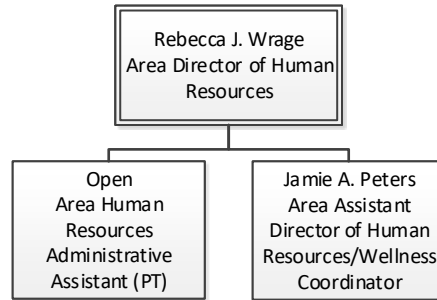 Rebecca J. Wrage
Area Director of Human
Resources
Open
Area Human
Resources
Administrative
Assistant (PT)
Jamie A. Peters
Area Assistant
Director of Human
Resources/Wellness
Coordinator